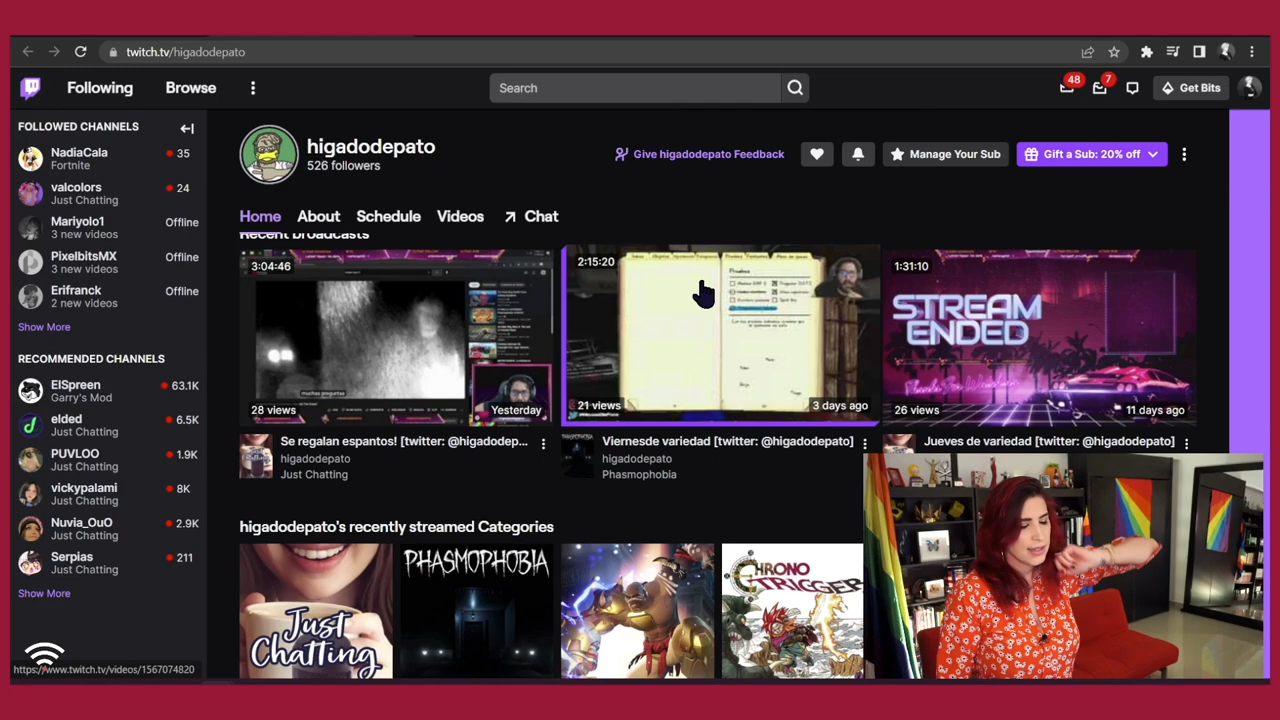 twitch.tv/higadodepato
Following
Browse
Search
48
7
Get Bits
FOLLOWED CHANNELS
NadiaCala
35
Fortnite
valcolors
24
Just Chatting
Mariyolo1
Offline
3 new videos
PixelbitsMX
Offline
3 new videos
Erifranck
Offline
2 new videos
Show More
RECOMMENDED CHANNELS
ElSpreen
63.1K
Garry's Mod
elded
6.5K
Just Chatting
PUVLOO
1.9K
Just Chatting
vickypalami
8K
Just Chatting
Nuvia_OuO
2.9K
Just Chatting
Serpias
211
Just Chatting
Show More
https://www.twitch.tv/videos/1567074820
higadodepato
526 followers
Give higadodepato Feedback
Manage Your Sub
Gift a Sub: 20% off
Home
About
Schedule
Videos
Chat
Recent broadcasts
3:04:46
muchas preguntas
28 views
Yesterday
Se regalan espantos! [twitter: @higadodep...
higadodepato
Just Chatting
2:15:20
Pruebas
21 views
3 days ago
Viernesde variedad [twitter: @higadodepato]
higadodepato
Phasmophobia
1:31:10
STREAM
ENDED
26 views
11 days ago
Jueves de variedad [twitter: @higadodepato]
higadodepato's recently streamed Categories
Just
Chatting
PHASMOPHOBIA
CHRONO
TRIGGER